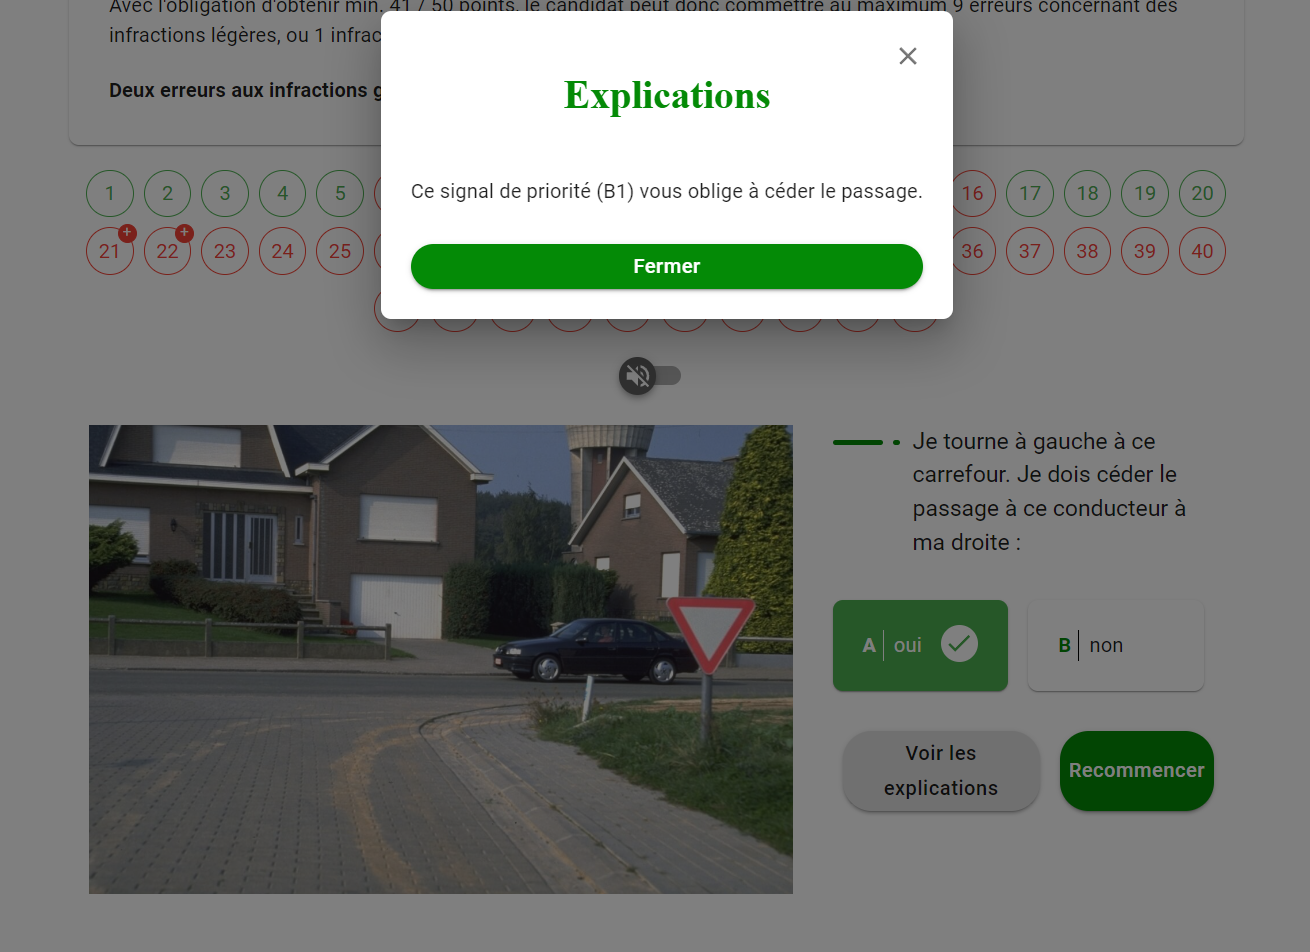 Avec l'obligation d'obtenir min. 41 / 50 points, le candidat peut donc commettre au maximum 9 erreurs concernant des
infractions légères, ou 1 infrac
Deux erreurs aux infractions g
Explications
Ce signal de priorité (B1) vous oblige à céder le passage.
Fermer
1 2 3 4 5 16 17 18 19 20
21 + 22 + 23 24 25 36 37 38 39 40
Je tourne à gauche à ce
carrefour. Je dois céder le
passage à ce conducteur à
ma droite :
A oui B non
Voir les
explications
Recommencer